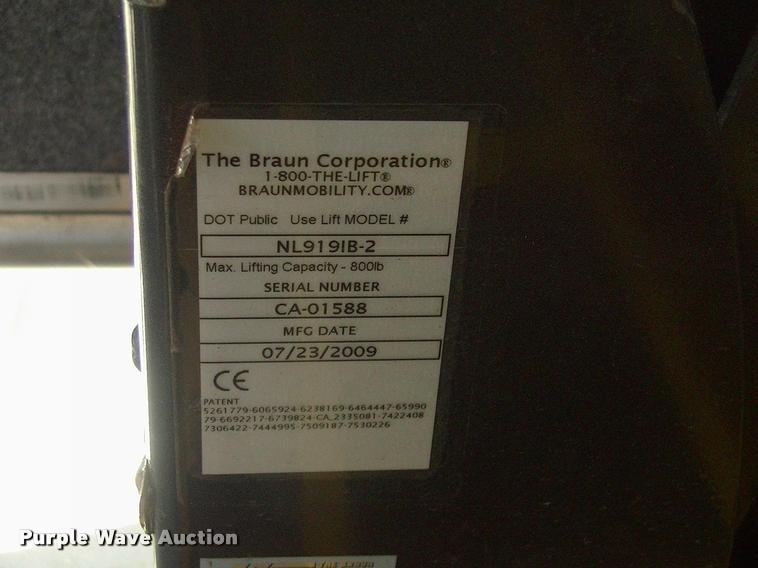 The Braun Corporation®
1-800-THE-LIFT®
BRAUNMOBILITY.COM®
DOT Public Use Lift MODEL #
NL919IB-2
Max. Lifting Capacity - 800lb
SERIAL NUMBER
CA-01588
MFG DATE
07/23/2009
CE
PATENT
5261779-6065924-6238169-6464447-65990
79-6692217-6739824-CA_2335081-7422408
7306422-7444995-7509187-7530226
Purple Wave Auction